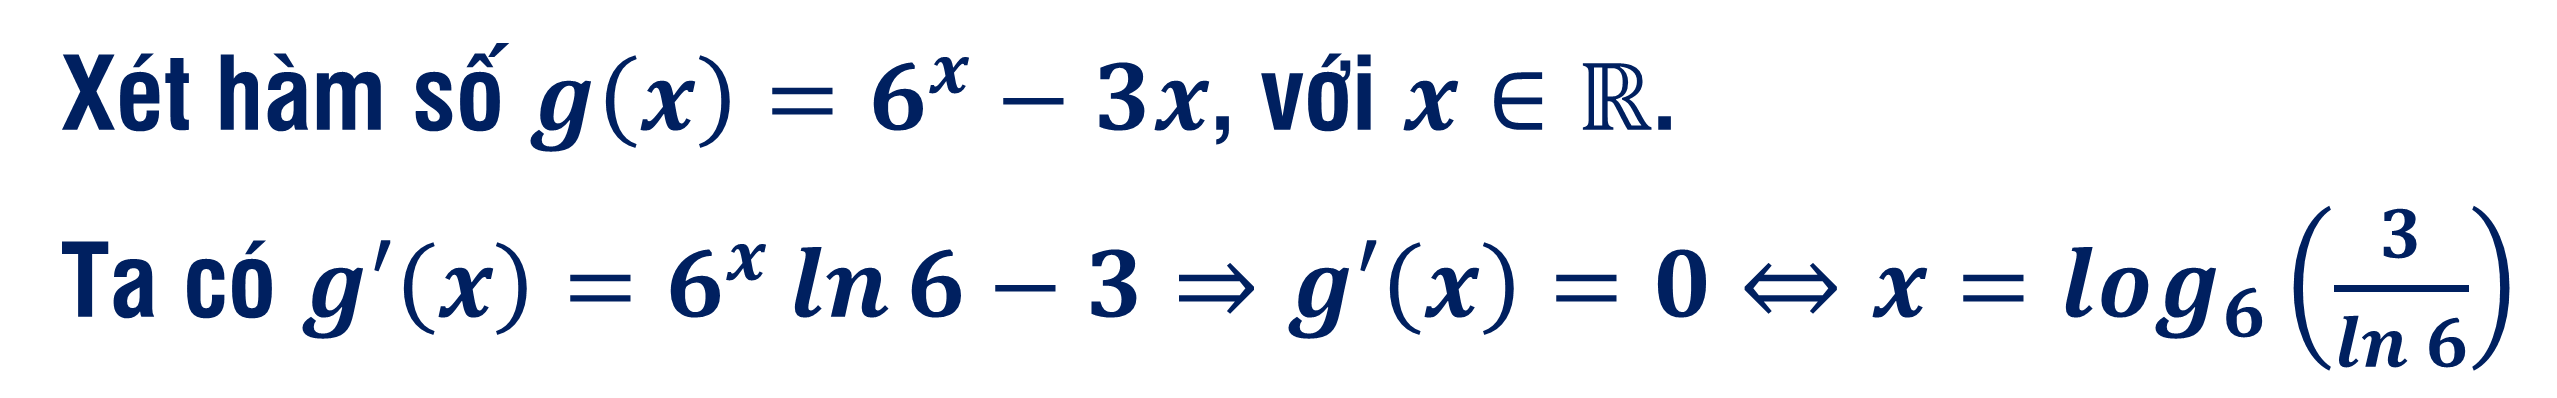 Xét hàm số g(x) = 6^x − 3x, với x ∈ ℝ.
Ta có g′(x) = 6^x ln 6 − 3 ⇒ g′(x) = 0 ⇔ x = log_6 (3/ln 6)